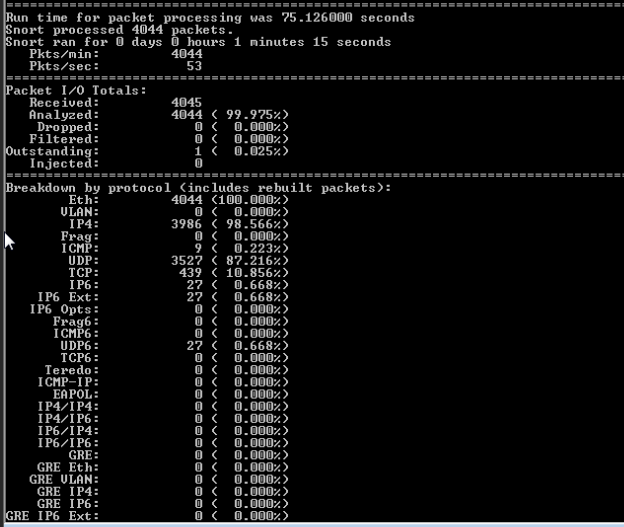 ===============================================================================
Run time for packet processing was 75.126000 seconds
Snort processed 4044 packets.
Snort ran for 0 days 0 hours 1 minutes 15 seconds
   Pkts/min:         4044
   Pkts/sec:           53
===============================================================================
Packet I/O Totals:
   Received:         4045
   Analyzed:         4044 ( 99.975%)
    Dropped:            0 (  0.000%)
   Filtered:            0 (  0.000%)
Outstanding:            1 (  0.025%)
   Injected:            0
===============================================================================
Breakdown by protocol (includes rebuilt packets):
        Eth:         4044 (100.000%)
       VLAN:            0 (  0.000%)
        IP4:         3986 ( 98.566%)
       Frag:            0 (  0.000%)
       ICMP:            9 (  0.223%)
        UDP:         3527 ( 87.216%)
        TCP:          439 ( 10.856%)
        IP6:           27 (  0.668%)
    IP6 Ext:           27 (  0.668%)
   IP6 Opts:            0 (  0.000%)
      Frag6:            0 (  0.000%)
      ICMP6:            0 (  0.000%)
       UDP6:           27 (  0.668%)
       TCP6:            0 (  0.000%)
     Teredo:            0 (  0.000%)
    ICMP-IP:            0 (  0.000%)
      EAPOL:            0 (  0.000%)
    IP4/IP4:            0 (  0.000%)
    IP4/IP6:            0 (  0.000%)
    IP6/IP4:            0 (  0.000%)
    IP6/IP6:            0 (  0.000%)
        GRE:            0 (  0.000%)
    GRE Eth:            0 (  0.000%)
   GRE VLAN:            0 (  0.000%)
    GRE IP4:            0 (  0.000%)
    GRE IP6:            0 (  0.000%)
GRE IP6 Ext:            0 (  0.000%)